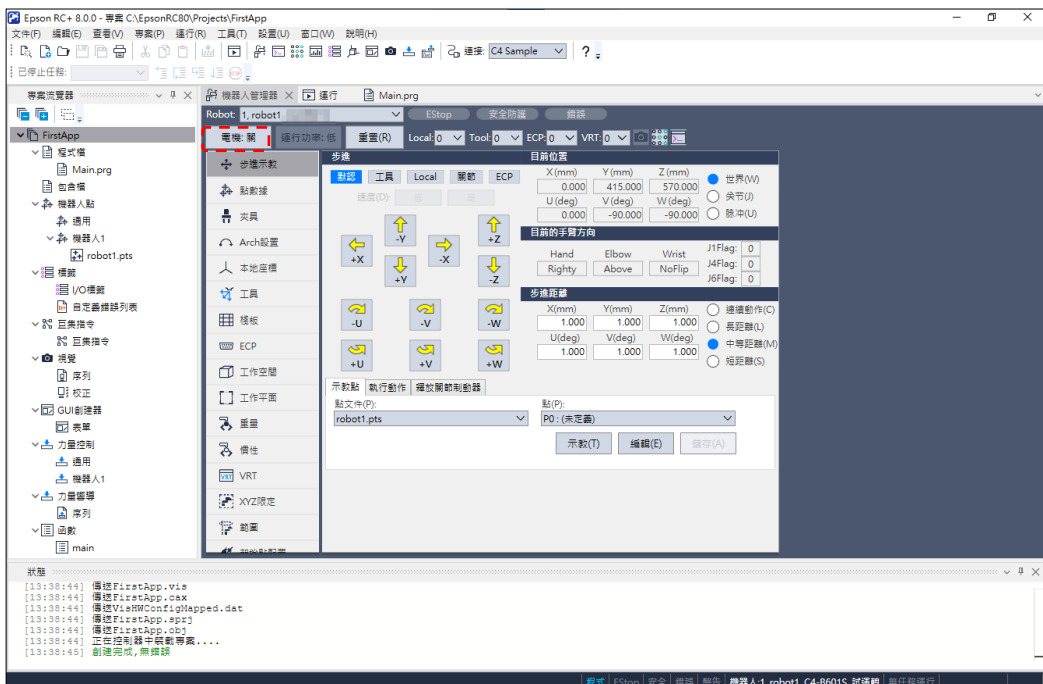 Epson RC+ 8.0.0 - 專案 C:\EpsonRC80\Projects\FirstApp
文件(F) 編輯(E) 查看(V) 專案(P) 運行(R) 工具(T) 設置(U) 窗口(W) 說明(H)
連接: C4 Sample
已停止任務:
專案流覽器
機器人管理器 運行 Main.prg
Robot: 1, robot1 EStop 安全防護 錯誤
電機: 關 運行功率: 低 重置(R) Local: 0 Tool: 0 ECP: 0 VRT: 0
FirstApp
程式檔
Main.prg
包含檔
機器人點
通用
機器人1
robot1.pts
標籤
I/O標籤
自定義錯誤列表
巨集指令
巨集指令
視覺
序列
校正
GUI創建器
表單
力量控制
通用
機器人1
力量嚮導
序列
函數
main
步進示教
點數據
夾具
Arch設置
本地座標
工具
棧板
ECP
工作空間
工作平面
重量
慣性
VRT
XYZ限定
範圍
步進
默認 工具 Local 關節 ECP
速度(D):
-Y +Z
+X -X
+Y -Z
-U -V -W
+U +V +W
目前位置
X (mm) Y (mm) Z (mm)
0.000 415.000 570.000
U (deg) V (deg) W (deg)
0.000 -90.000 -90.000
世界(W)
关节(J)
脉冲(U)
目前的手臂方向
Hand Elbow Wrist
Righty Above NoFlip
J1Flag: 0
J4Flag: 0
J6Flag: 0
步進距離
X(mm) Y(mm) Z(mm)
1.000 1.000 1.000
U(deg) V(deg) W(deg)
1.000 1.000 1.000
連續動作(C)
長距離(L)
中等距離(M)
短距離(S)
示教點 執行動作 釋放關節制動器
點文件(P): 點(P):
robot1.pts P0 : (未定義)
示教(T) 編輯(E) 儲存(A)
狀態
[13:38:44] 傳送FirstApp.vis
[13:38:44] 傳送FirstApp.cax
[13:38:44] 傳送VisHWConfigMapped.dat
[13:38:44] 傳送FirstApp.sprj
[13:38:44] 傳送FirstApp.obj
[13:38:44] 正在控制器中裝載專案....
[13:38:45] 創建完成,無錯誤
程式 EStop 安全 錯誤 警告 機器人:1, robot1, C4-B601S, 試運轉 無任務運行